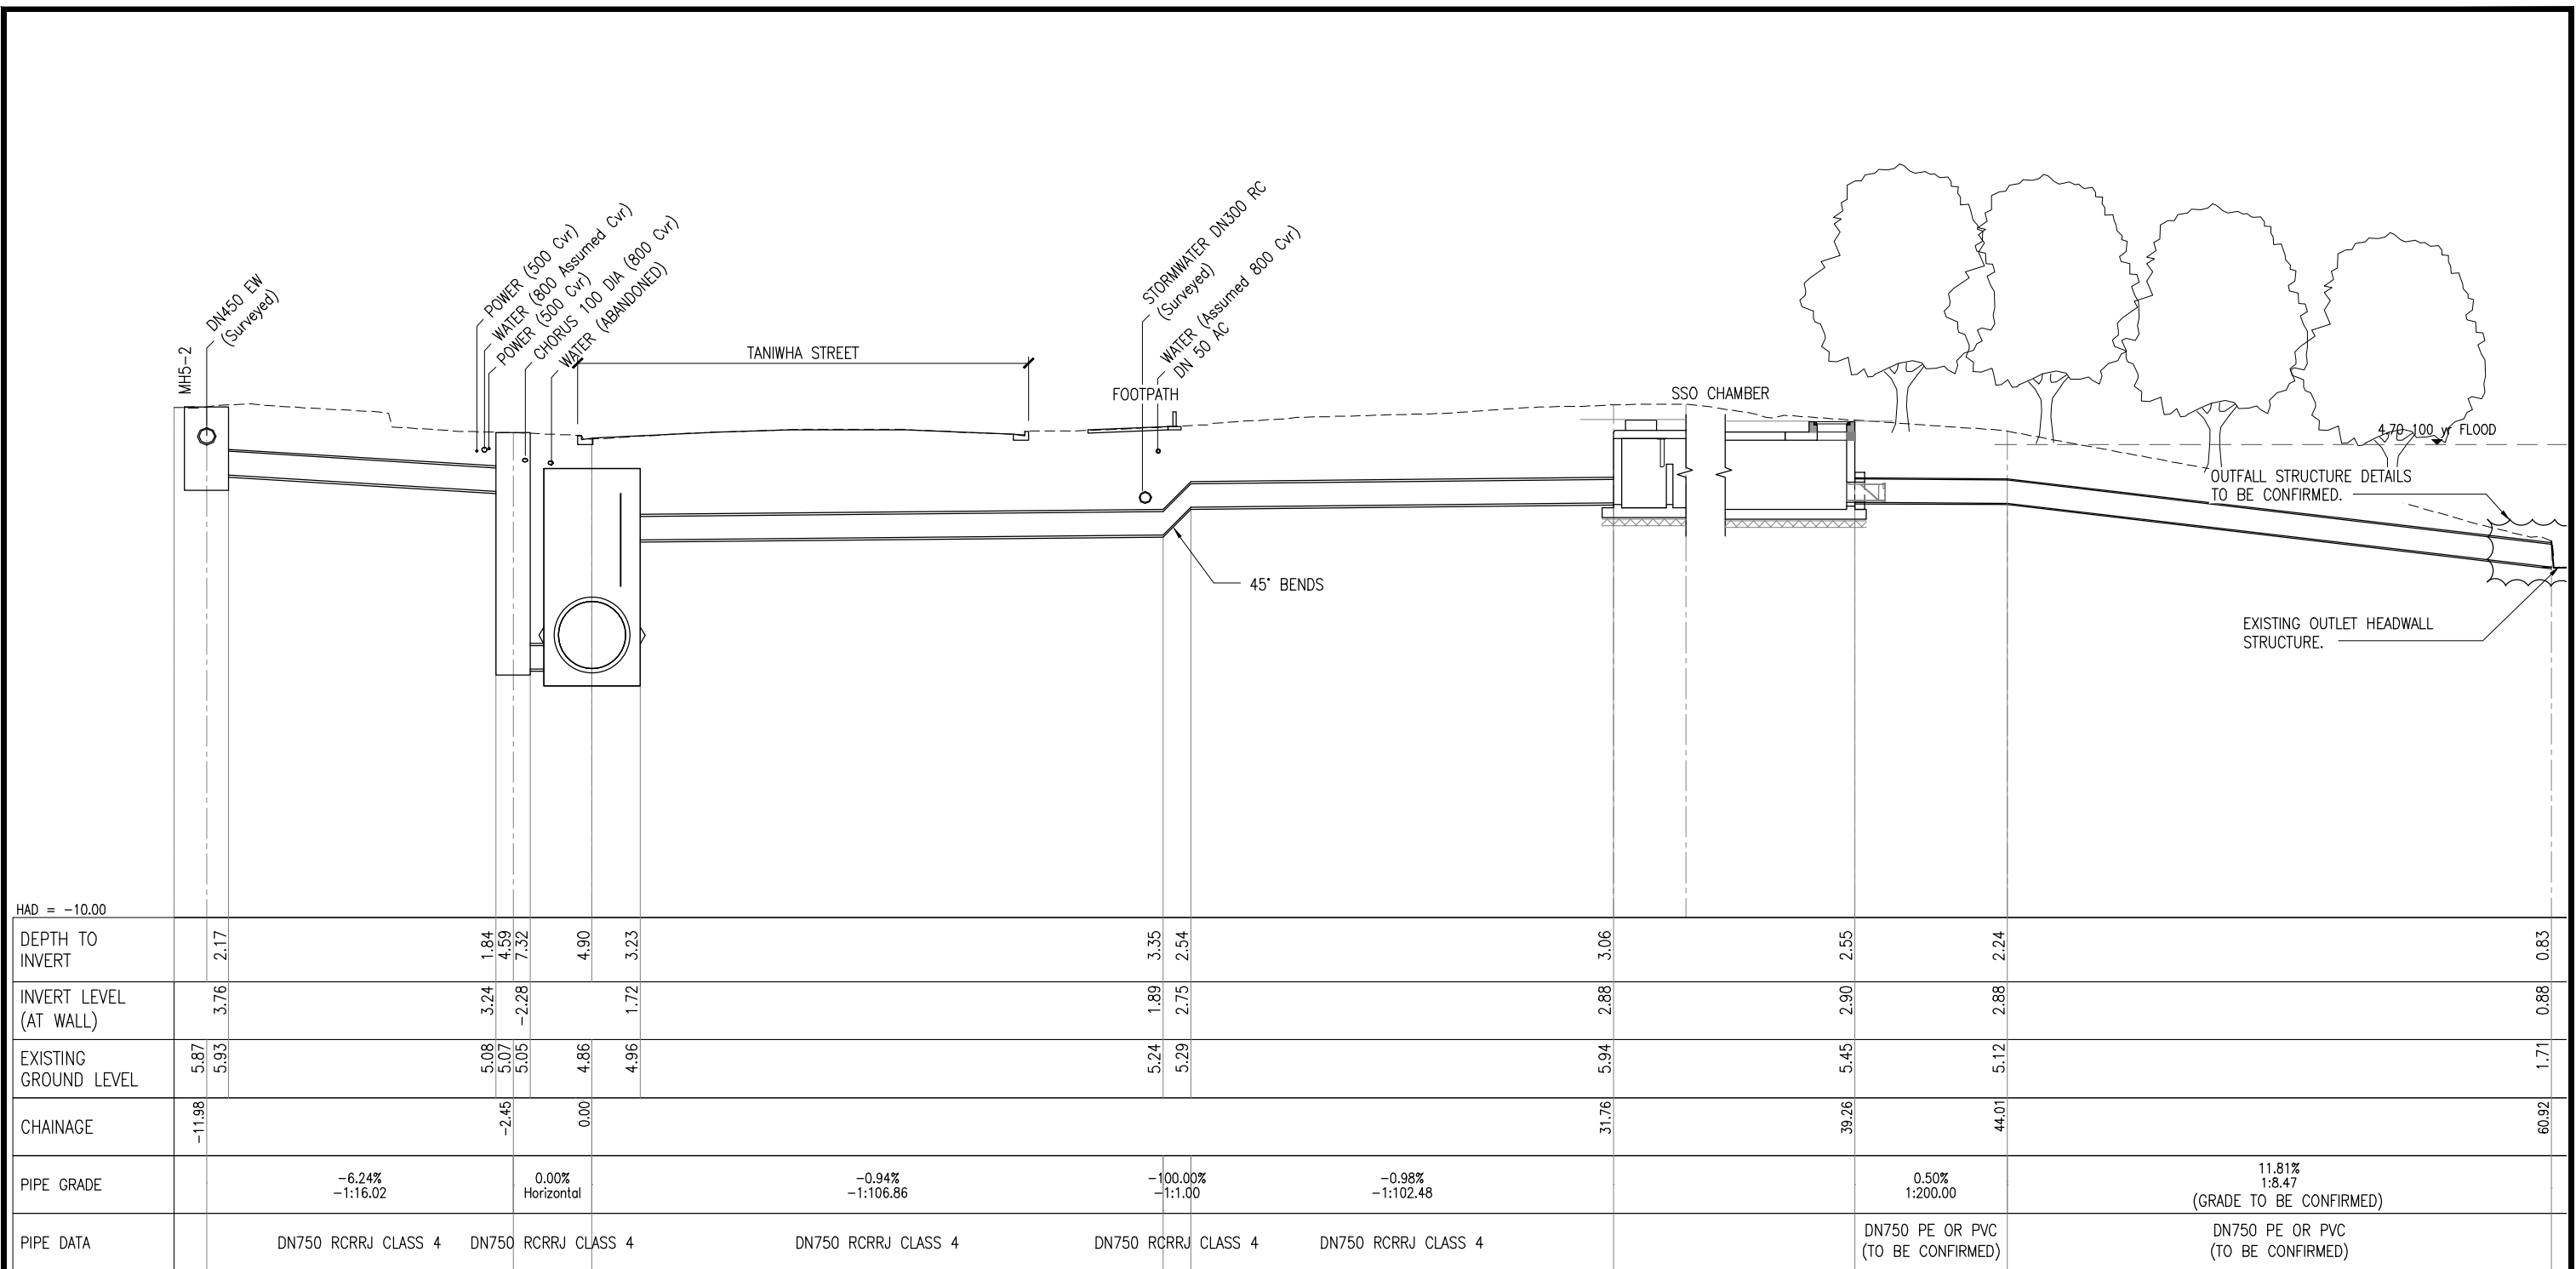 MH5-2
DN450 EW
(Surveyed)
POWER (500 Cvr)
WATER (800 Assumed Cvr)
POWER (500 Cvr)
CHORUS 100 DIA (800 Cvr)
WATER (ABANDONED)
TANIWHA STREET
STORMWATER DN300 RC
(Surveyed)
WATER (Assumed 800 Cvr)
DN 50 AC
FOOTPATH
SSO CHAMBER
4.70 100 yr FLOOD
OUTFALL STRUCTURE DETAILS
TO BE CONFIRMED.
45° BENDS
EXISTING OUTLET HEADWALL
STRUCTURE.
HAD = -10.00
DEPTH TO
INVERT
2.17
1.84
4.59
7.32
4.90
3.23
3.35
2.54
3.06
2.55
2.24
0.83
INVERT LEVEL
(AT WALL)
3.76
3.24
-2.28
1.72
1.89
2.75
2.88
2.90
2.88
0.88
EXISTING
GROUND LEVEL
5.87
5.93
5.08
5.07
5.05
4.86
4.96
5.24
5.29
5.94
5.45
5.12
1.71
CHAINAGE
-11.98
-2.45
0.00
31.76
39.26
44.01
60.92
PIPE GRADE
-6.24%
-1:16.02
0.00%
Horizontal
-0.94%
-1:106.86
-100.00%
-1:1.00
-0.98%
-1:102.48
0.50%
1:200.00
11.81%
1:8.47
(GRADE TO BE CONFIRMED)
PIPE DATA
DN750 RCRRJ CLASS 4
DN750 RCRRJ CLASS 4
DN750 RCRRJ CLASS 4
DN750 RCRRJ CLASS 4
DN750 RCRRJ CLASS 4
DN750 PE OR PVC
(TO BE CONFIRMED)
DN750 PE OR PVC
(TO BE CONFIRMED)